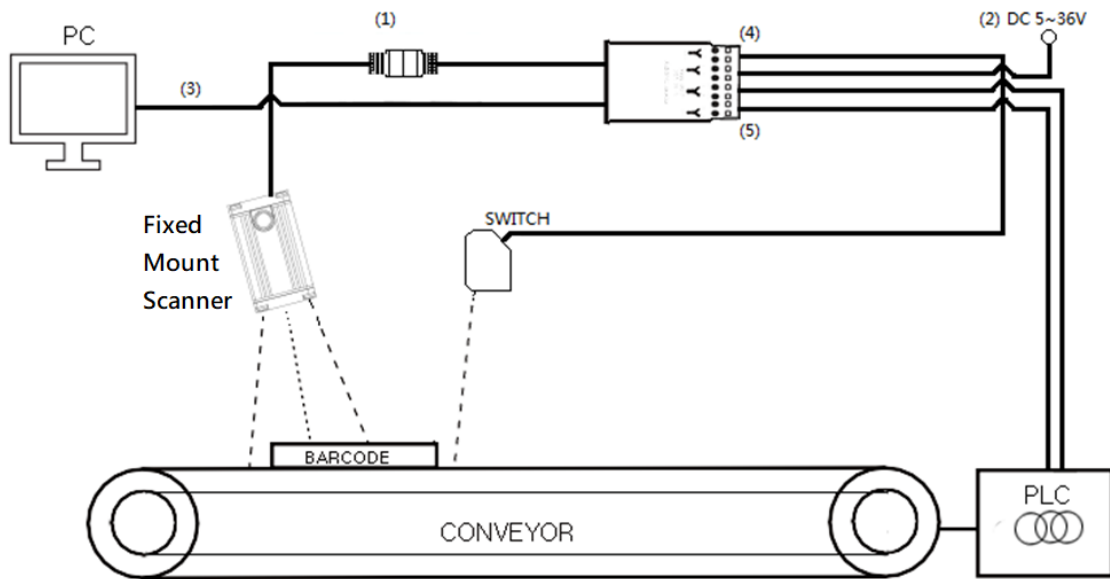 PC
(1)
(2) DC 5~36V
(3)
(4)
(5)
Fixed
Mount
Scanner
SWITCH
BARCODE
CONVEYOR
PLC